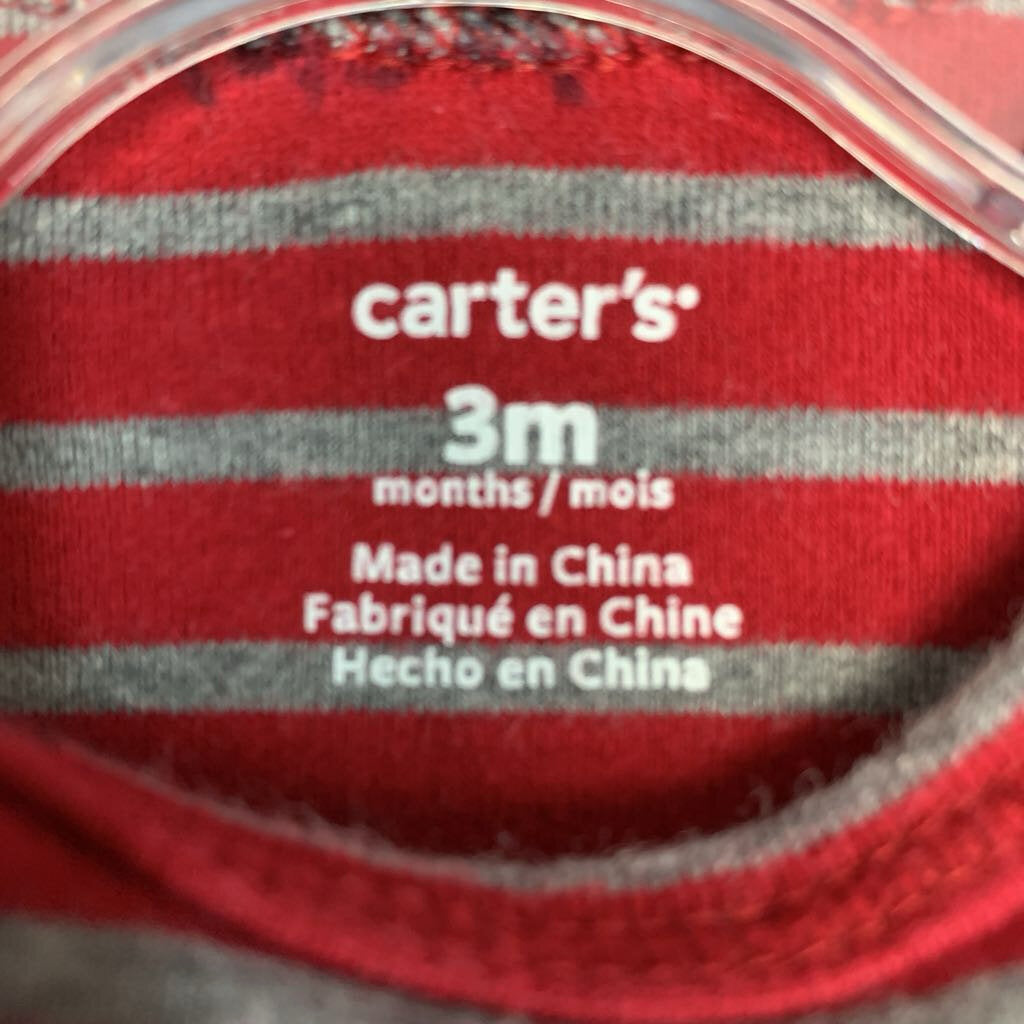 carter's
3m
months / mois
Made in China
Fabriqué en Chine
Hecho en China